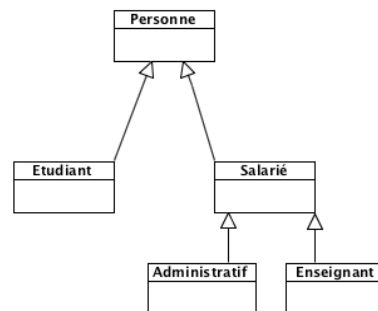 Personne
Etudiant
Salarié
Administratif
Enseignant